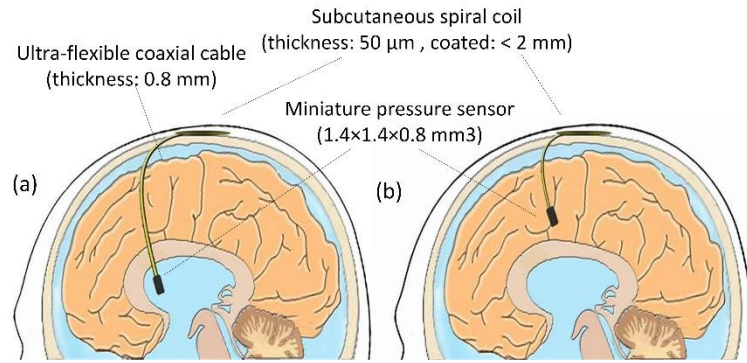 Subcutaneous spiral coil
(thickness: 50 µm , coated: < 2 mm)
Ultra-flexible coaxial cable
(thickness: 0.8 mm)
Miniature pressure sensor
(1.4×1.4×0.8 mm3)
(a)
(b)